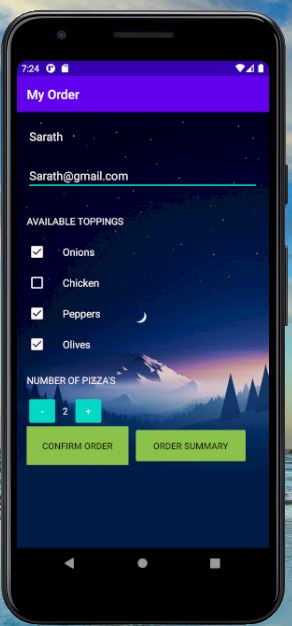 7:24
My Order
Sarath
Sarath@gmail.com
AVAILABLE TOPPINGS
Onions
Chicken
Peppers
Olives
NUMBER OF PIZZA'S
- 2 +
CONFIRM ORDER ORDER SUMMARY